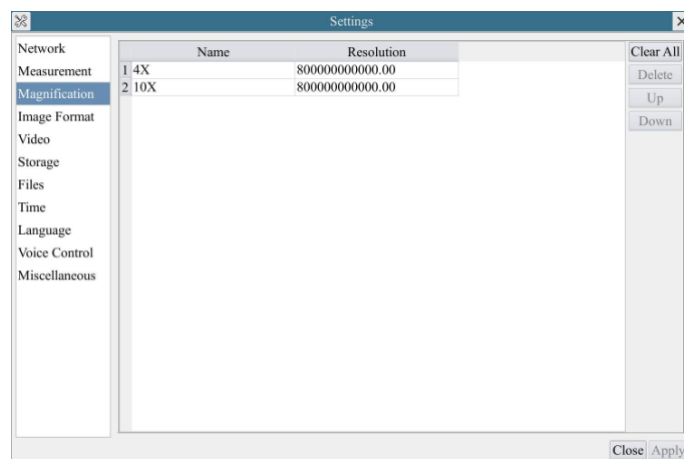 Settings
Network
Measurement
Magnification
Image Format
Video
Storage
Files
Time
Language
Voice Control
Miscellaneous
Name Resolution
1 4X 800000000000.00
2 10X 800000000000.00
Clear All
Delete
Up
Down
Close Apply